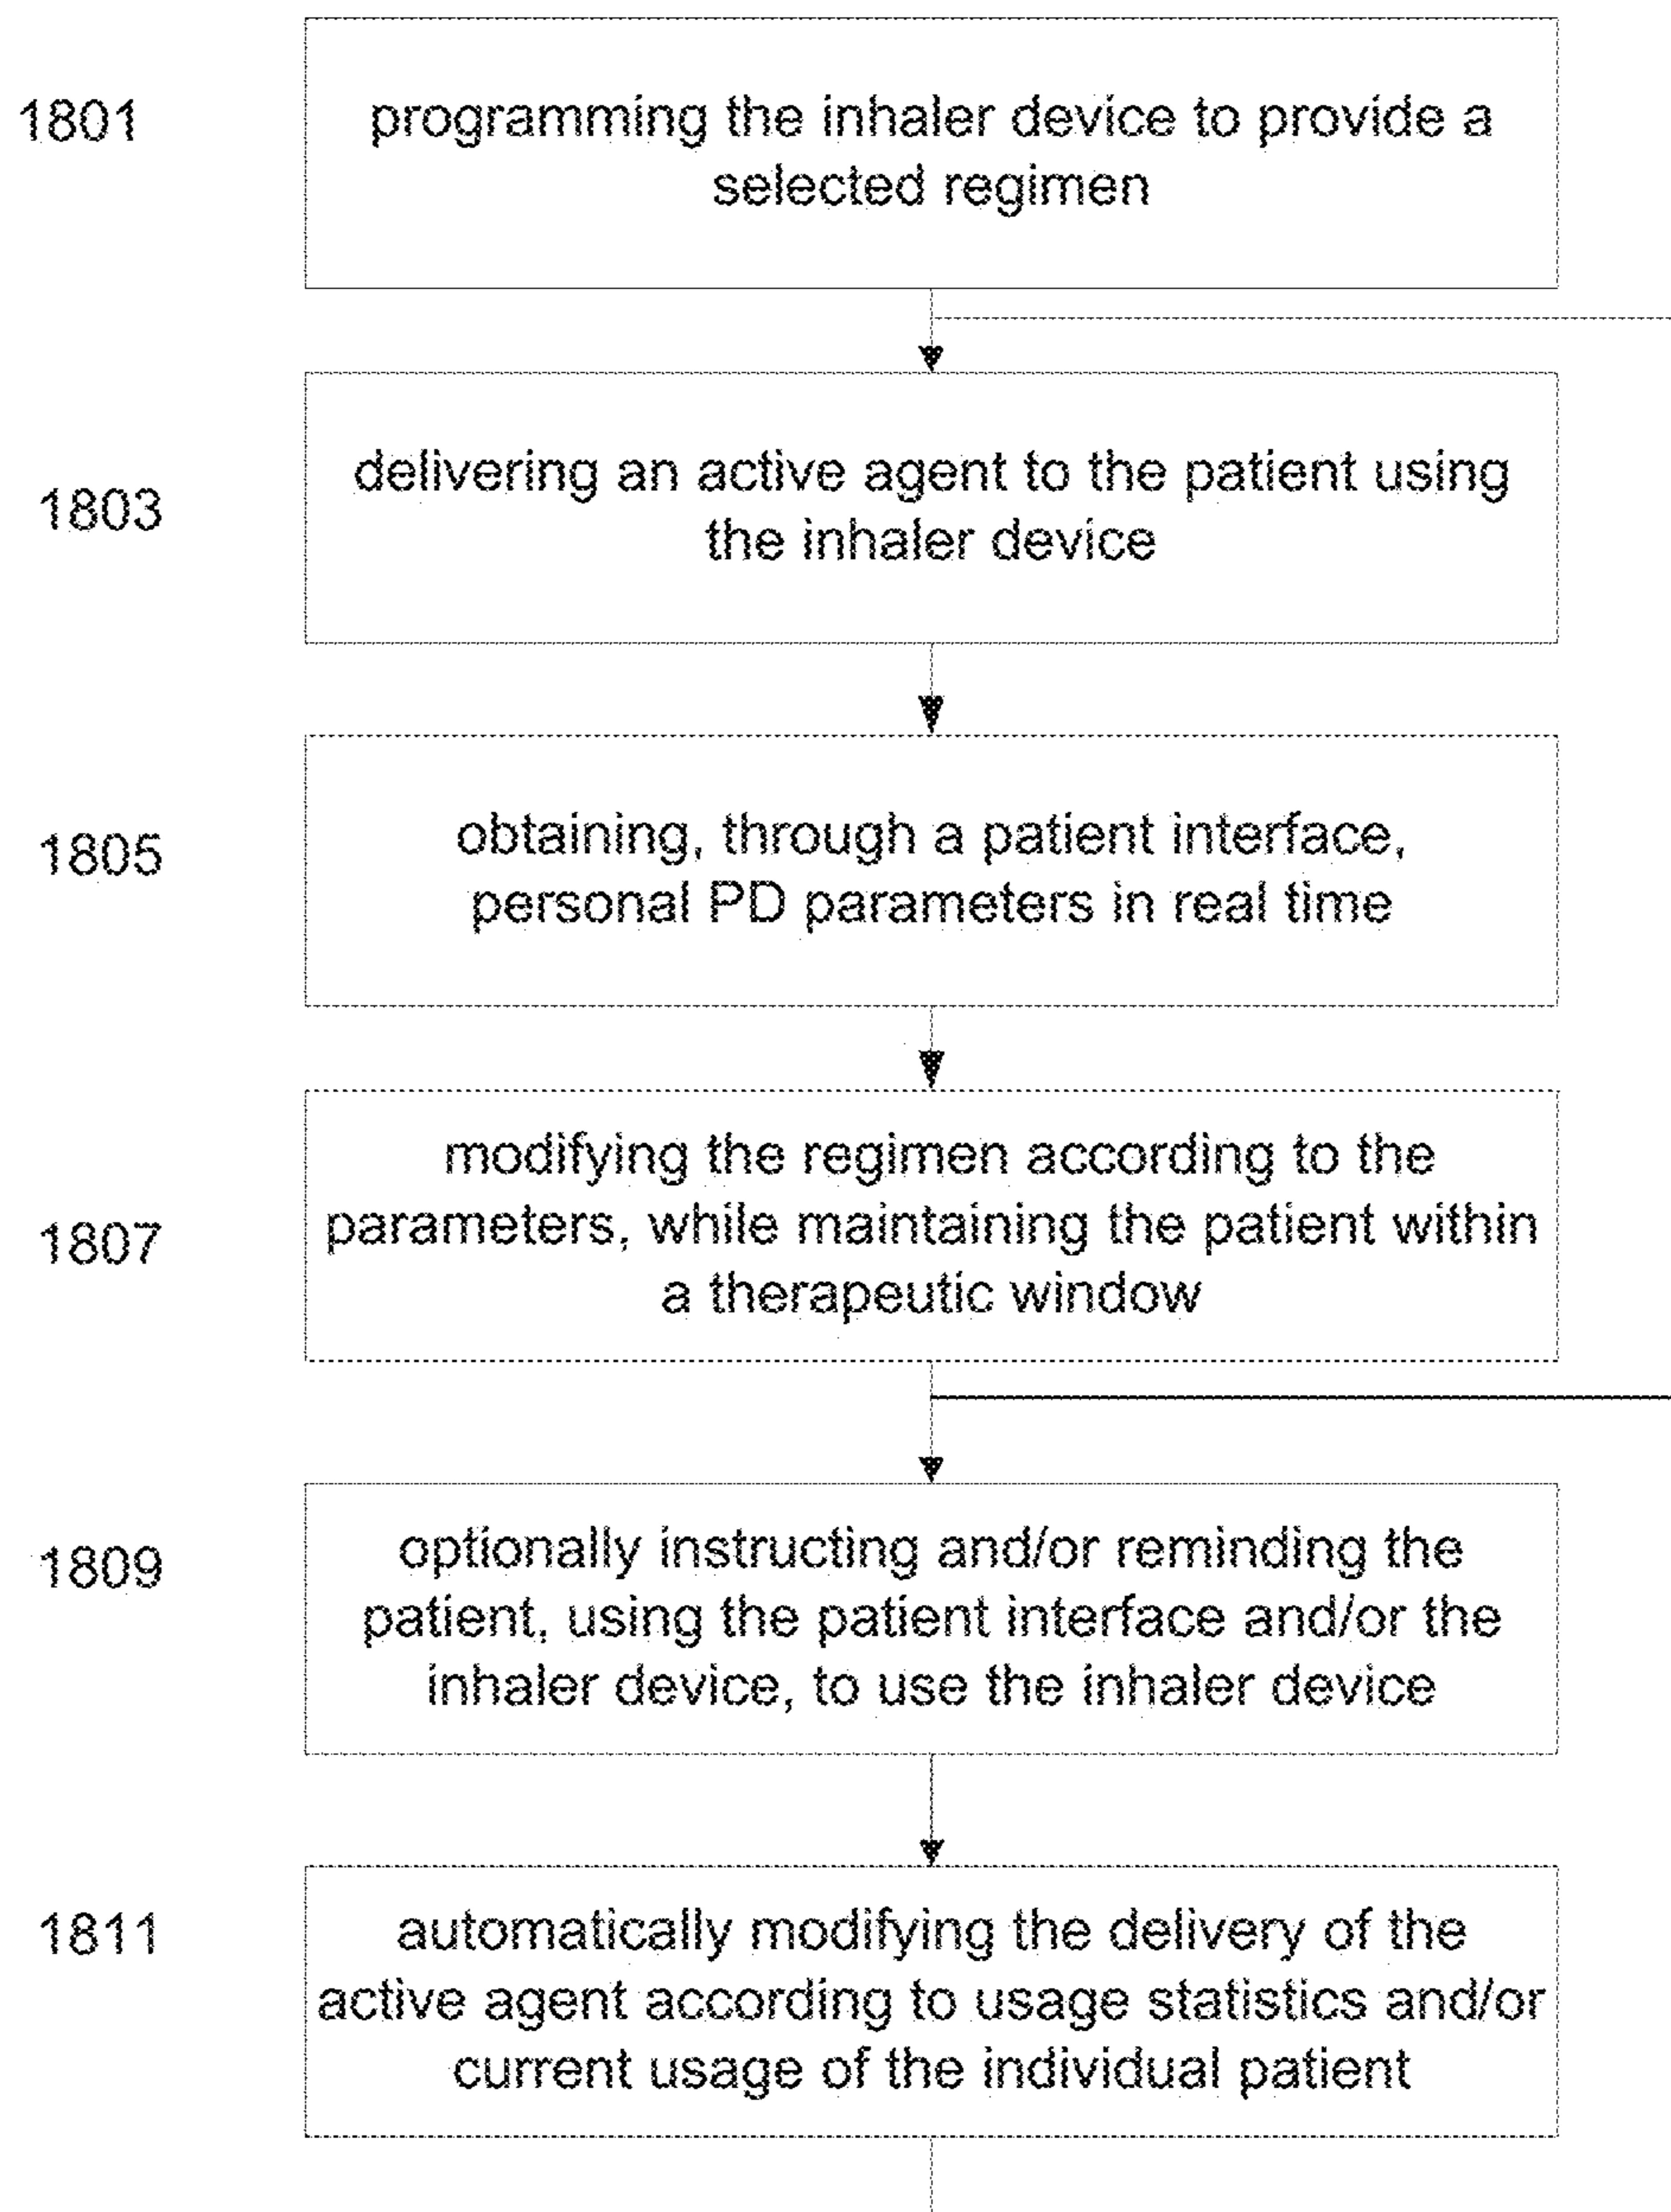 1801
programming the inhaler device to provide a
selected regimen
1803
delivering an active agent to the patient using
the inhaler device
1805
obtaining, through a patient interface,
personal PD parameters in real time
1807
modifying the regimen according to the
parameters, while maintaining the patient within
a therapeutic window
1809
optionally instructing and/or reminding the
patient, using the patient interface and/or the
inhaler device, to use the inhaler device
1811
automatically modifying the delivery of the
active agent according to usage statistics and/or
current usage of the individual patient